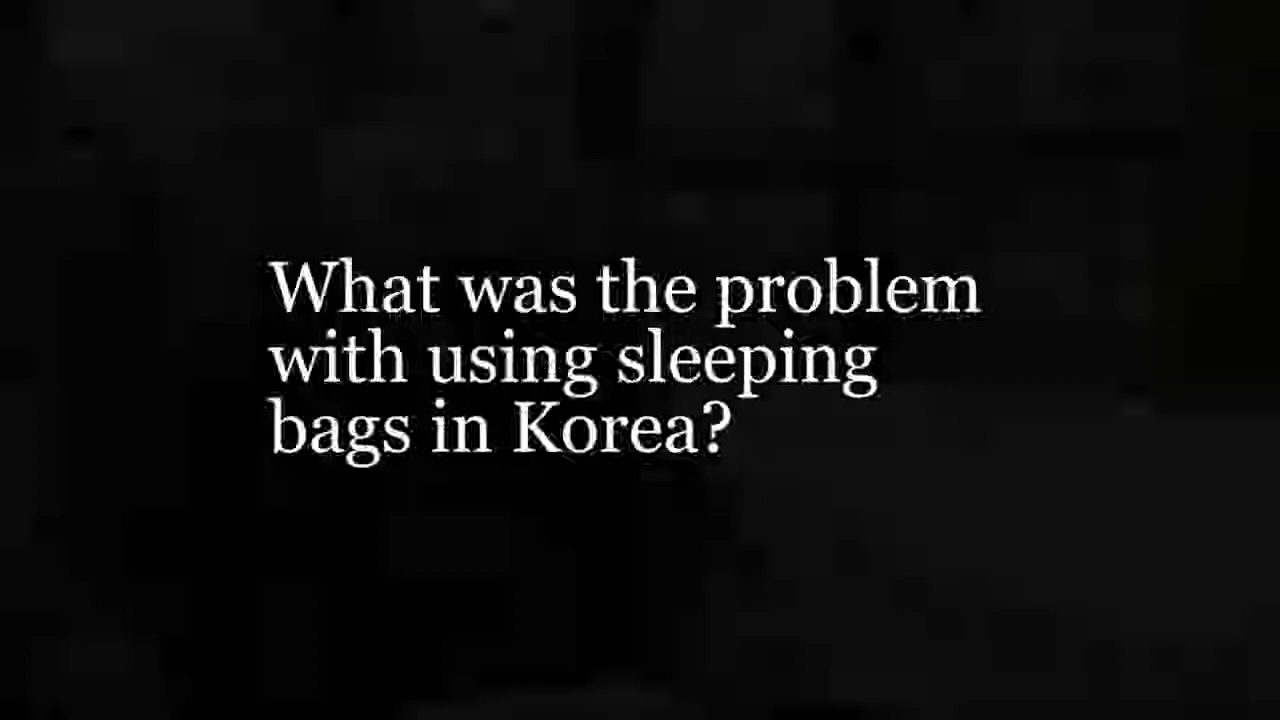 What was the problem
with using sleeping
bags in Korea?